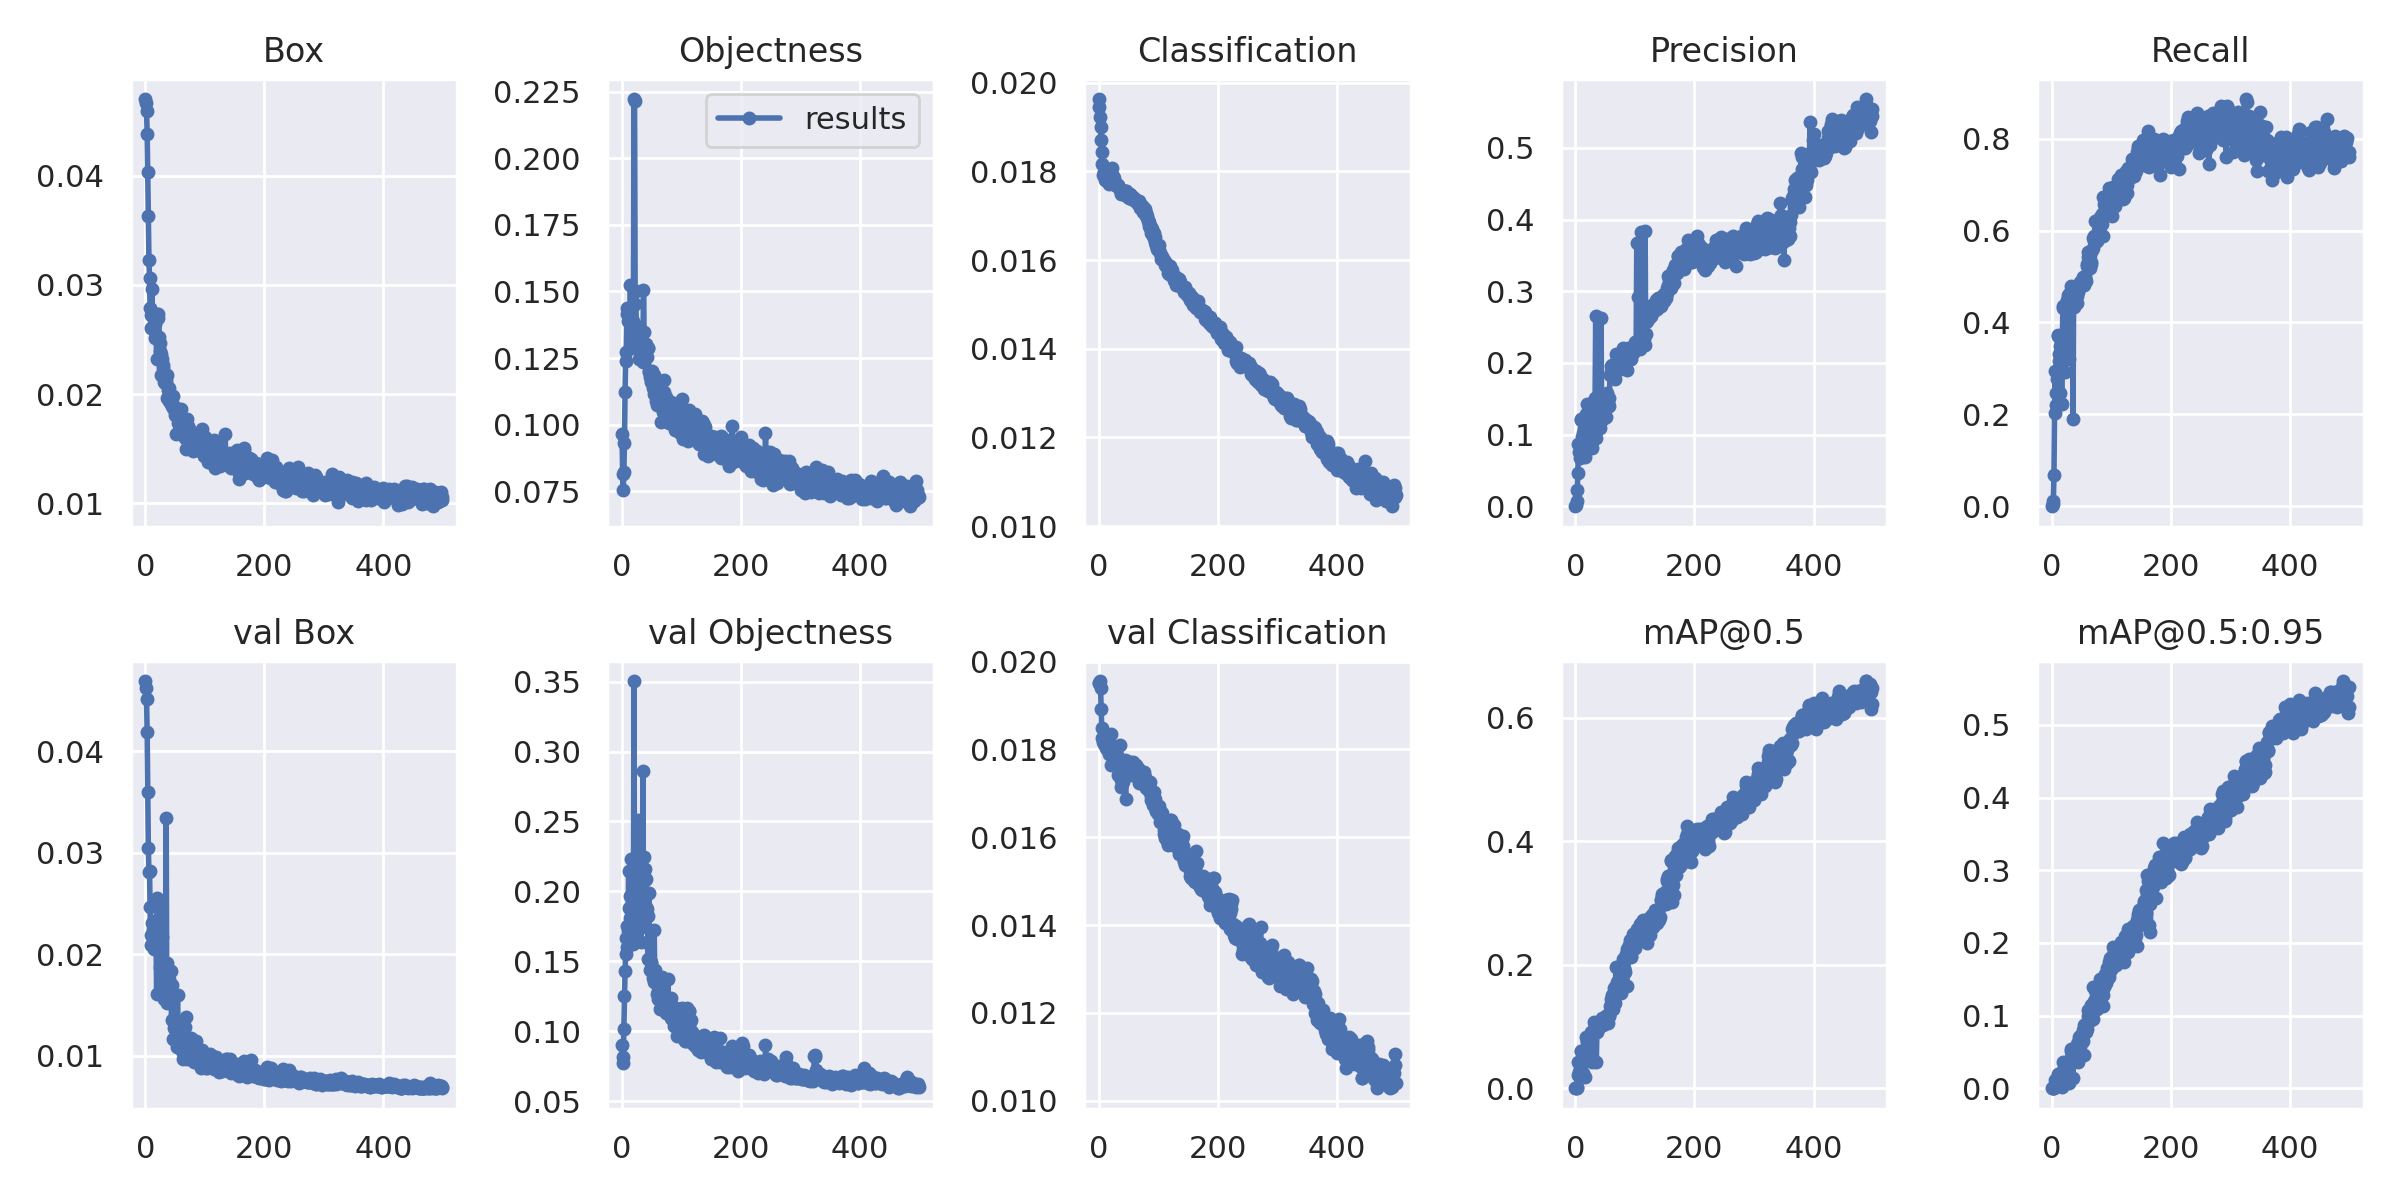 Box
0.04
0.03
0.02
0.01
0 200 400
Objectness
0.225
0.200
0.175
0.150
0.125
0.100
0.075
results
0 200 400
Classification
0.020
0.018
0.016
0.014
0.012
0.010
0 200 400
Precision
0.5
0.4
0.3
0.2
0.1
0.0
0 200 400
Recall
0.8
0.6
0.4
0.2
0.0
0 200 400
val Box
0.04
0.03
0.02
0.01
0 200 400
val Objectness
0.35
0.30
0.25
0.20
0.15
0.10
0.05
0 200 400
val Classification
0.020
0.018
0.016
0.014
0.012
0.010
0 200 400
mAP@0.5
0.6
0.4
0.2
0.0
0 200 400
mAP@0.5:0.95
0.5
0.4
0.3
0.2
0.1
0.0
0 200 400